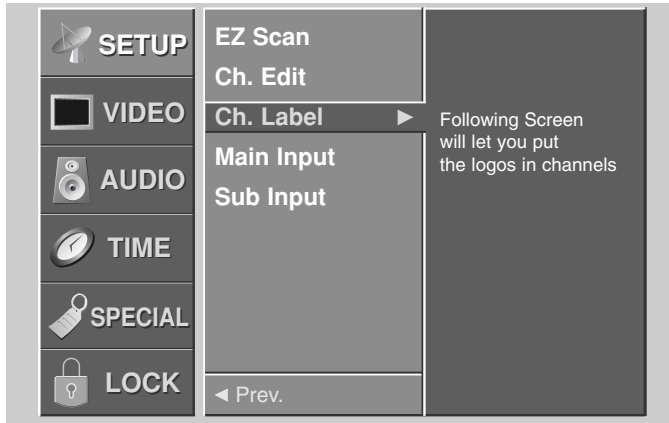 SETUP
VIDEO
AUDIO
TIME
SPECIAL
LOCK
EZ Scan
Ch. Edit
Ch. Label ►
Main Input
Sub Input
◄ Prev.
Following Screen
will let you put
the logos in channels